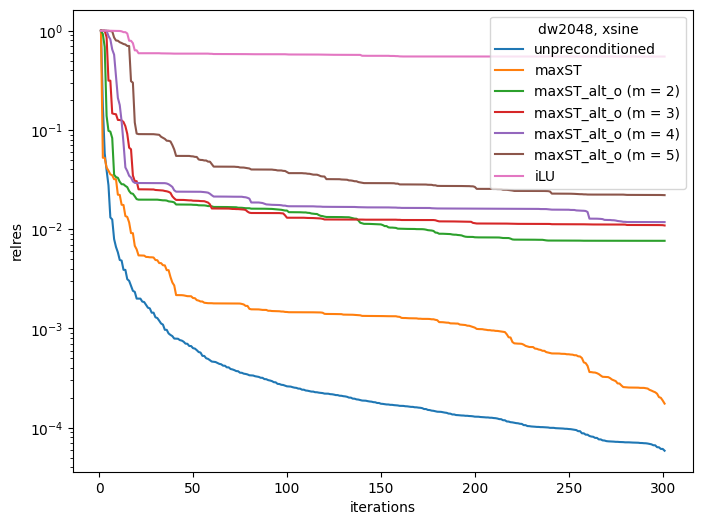 dw2048, xsine
unpreconditioned
maxST
maxST_alt_o (m = 2)
maxST_alt_o (m = 3)
maxST_alt_o (m = 4)
maxST_alt_o (m = 5)
iLU
relres
10⁰
10⁻¹
10⁻²
10⁻³
10⁻⁴
0 50 100 150 200 250 300
iterations